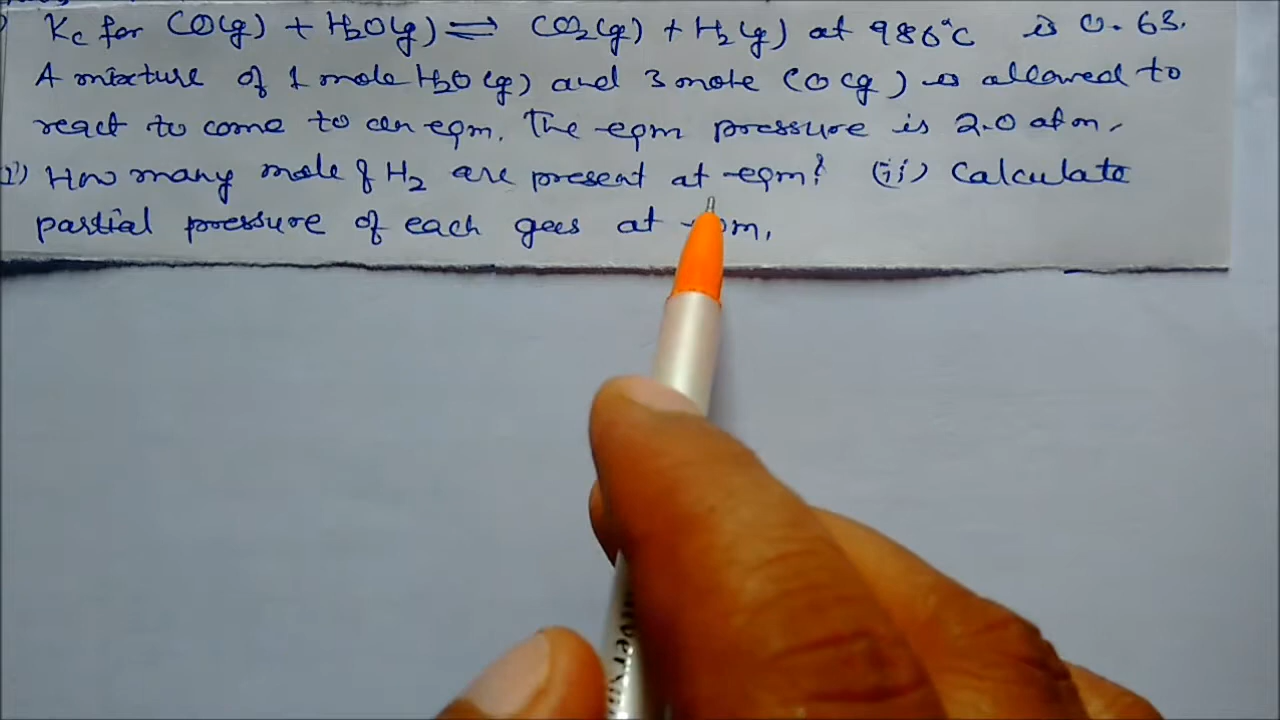 Kc for CO(g) + H2O(g) ⇌ CO2(g) + H2(g) at 986°C is 0.63.
A mixture of 1 mole H2O(g) and 3 mole CO(g) is allowed to
react to come to an eqm. The eqm pressure is 2.0 atm.
(i) How many mole of H2 are present at eqm? (ii) Calculate
partial pressure of each gas at eqm.